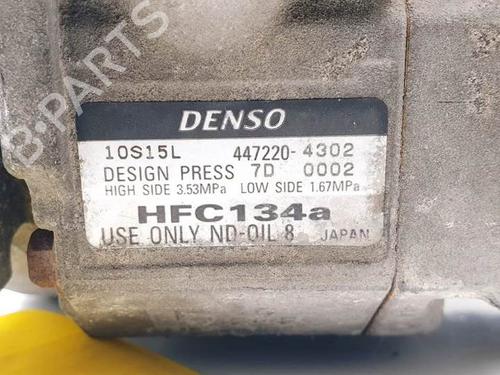 B-PARTS
DENSO
10S15L 447220-4302
DESIGN PRESS 7D 0002
HIGH SIDE 3.53MPa LOW SIDE 1.67MPa
HFC134a
USE ONLY ND-OIL 8 JAPAN